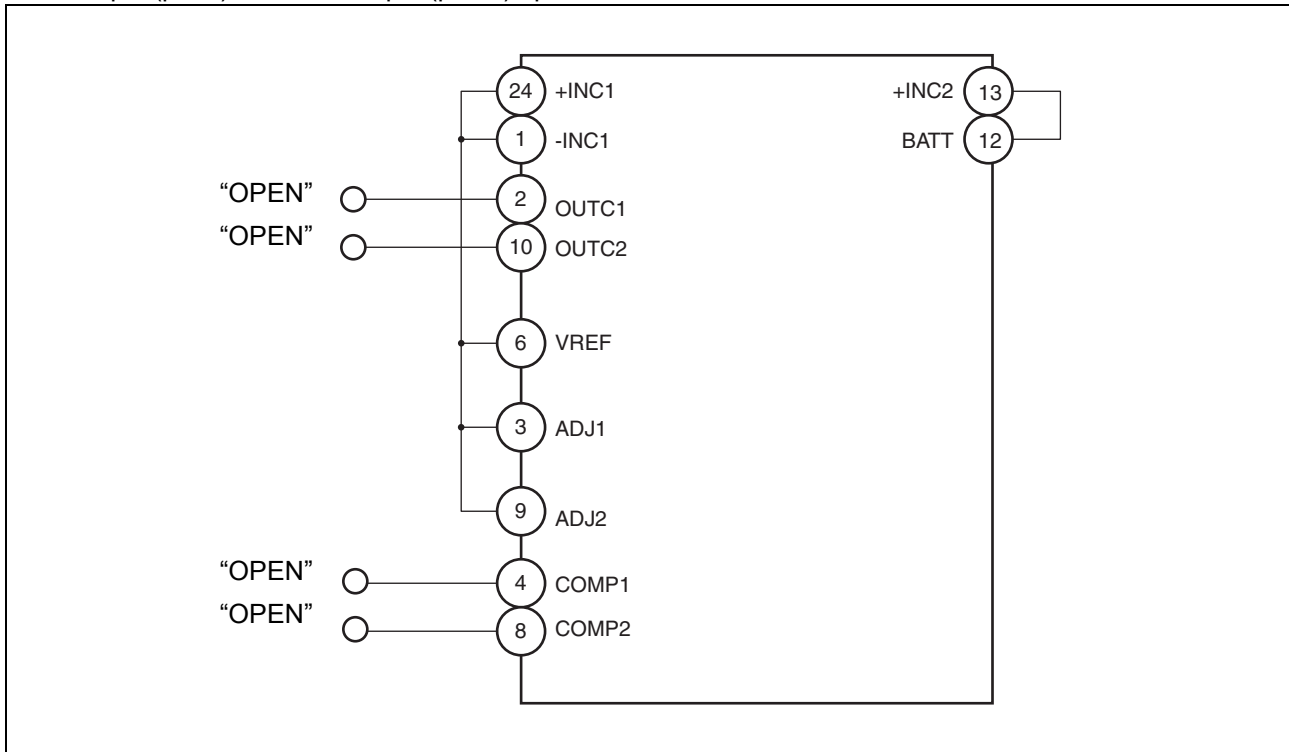 24 +INC1
1 -INC1
"OPEN" 2 OUTC1
"OPEN" 10 OUTC2
6 VREF
3 ADJ1
9 ADJ2
"OPEN" 4 COMP1
"OPEN" 8 COMP2
+INC2 13
BATT 12